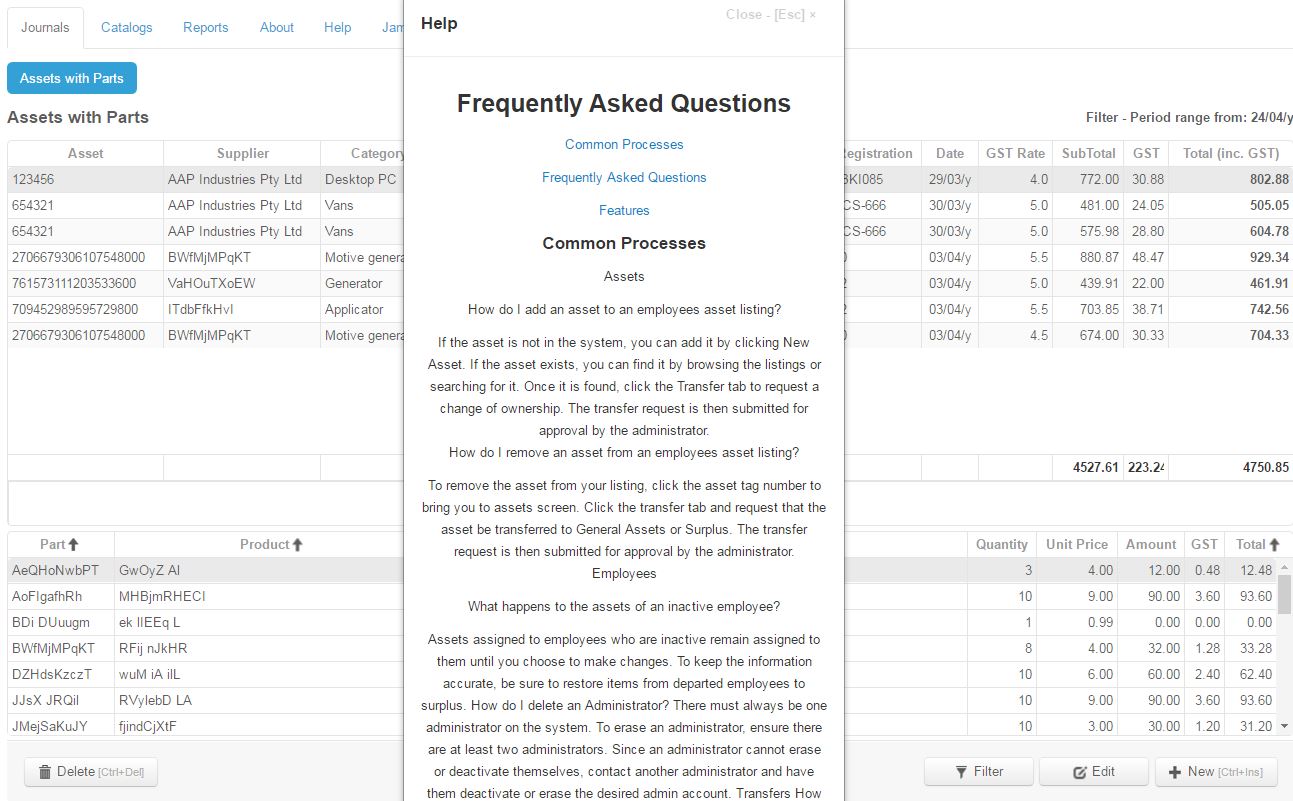 Journals Catalogs Reports About Help Jam
Assets with Parts
Assets with Parts
Filter - Period range from: 24/04/y
Asset Supplier Category Registration Date GST Rate SubTotal GST Total (inc. GST)
123456 AAP Industries Pty Ltd Desktop PC BKI085 29/03/y 4.0 772.00 30.88 802.88
654321 AAP Industries Pty Ltd Vans CS-666 30/03/y 5.0 481.00 24.05 505.05
654321 AAP Industries Pty Ltd Vans CS-666 30/03/y 5.0 575.98 28.80 604.78
2706679306107548000 BWfMjMPqKT Motive genera 03/04/y 5.5 880.87 48.47 929.34
761573111203533600 VaHOuTXoEW Generator 03/04/y 5.0 439.91 22.00 461.91
709452989595729800 ITdbFfkHvI Applicator 03/04/y 5.5 703.85 38.71 742.56
2706679306107548000 BWfMjMPqKT Motive genera 03/04/y 4.5 674.00 30.33 704.33
4527.61 223.24 4750.85
Part Product Quantity Unit Price Amount GST Total
AeQHoNwbPT GwOyZ AI 3 4.00 12.00 0.48 12.48
AoFIgafhRh MHBjmRHECI 10 9.00 90.00 3.60 93.60
BDi DUuugm ek IIEEq L 1 0.99 0.00 0.00 0.00
BWfMjMPqKT RFij nJkHR 8 4.00 32.00 1.28 33.28
DZHdsKzczT wuM iA iIL 10 6.00 60.00 2.40 62.40
JJsX JRQiI RVylebD LA 10 9.00 90.00 3.60 93.60
JMejSaKuJY fjindCjXtF 10 3.00 30.00 1.20 31.20
Delete [Ctrl+Del] Filter Edit New [Ctrl+Ins]
Help Close - [Esc] ×
Frequently Asked Questions
Common Processes
Frequently Asked Questions
Features
Common Processes
Assets
How do I add an asset to an employees asset listing?
If the asset is not in the system, you can add it by clicking New
Asset. If the asset exists, you can find it by browsing the listings or
searching for it. Once it is found, click the Transfer tab to request a
change of ownership. The transfer request is then submitted for
approval by the administrator.
How do I remove an asset from an employees asset listing?
To remove the asset from your listing, click the asset tag number to
bring you to assets screen. Click the transfer tab and request that the
asset be transferred to General Assets or Surplus. The transfer
request is then submitted for approval by the administrator.
Employees
What happens to the assets of an inactive employee?
Assets assigned to employees who are inactive remain assigned to
them until you choose to make changes. To keep the information
accurate, be sure to restore items from departed employees to
surplus. How do I delete an Administrator? There must always be one
administrator on the system. To erase an administrator, ensure there
are at least two administrators. Since an administrator cannot erase
or deactivate themselves, contact another administrator and have
them deactivate or erase the desired admin account. Transfers How